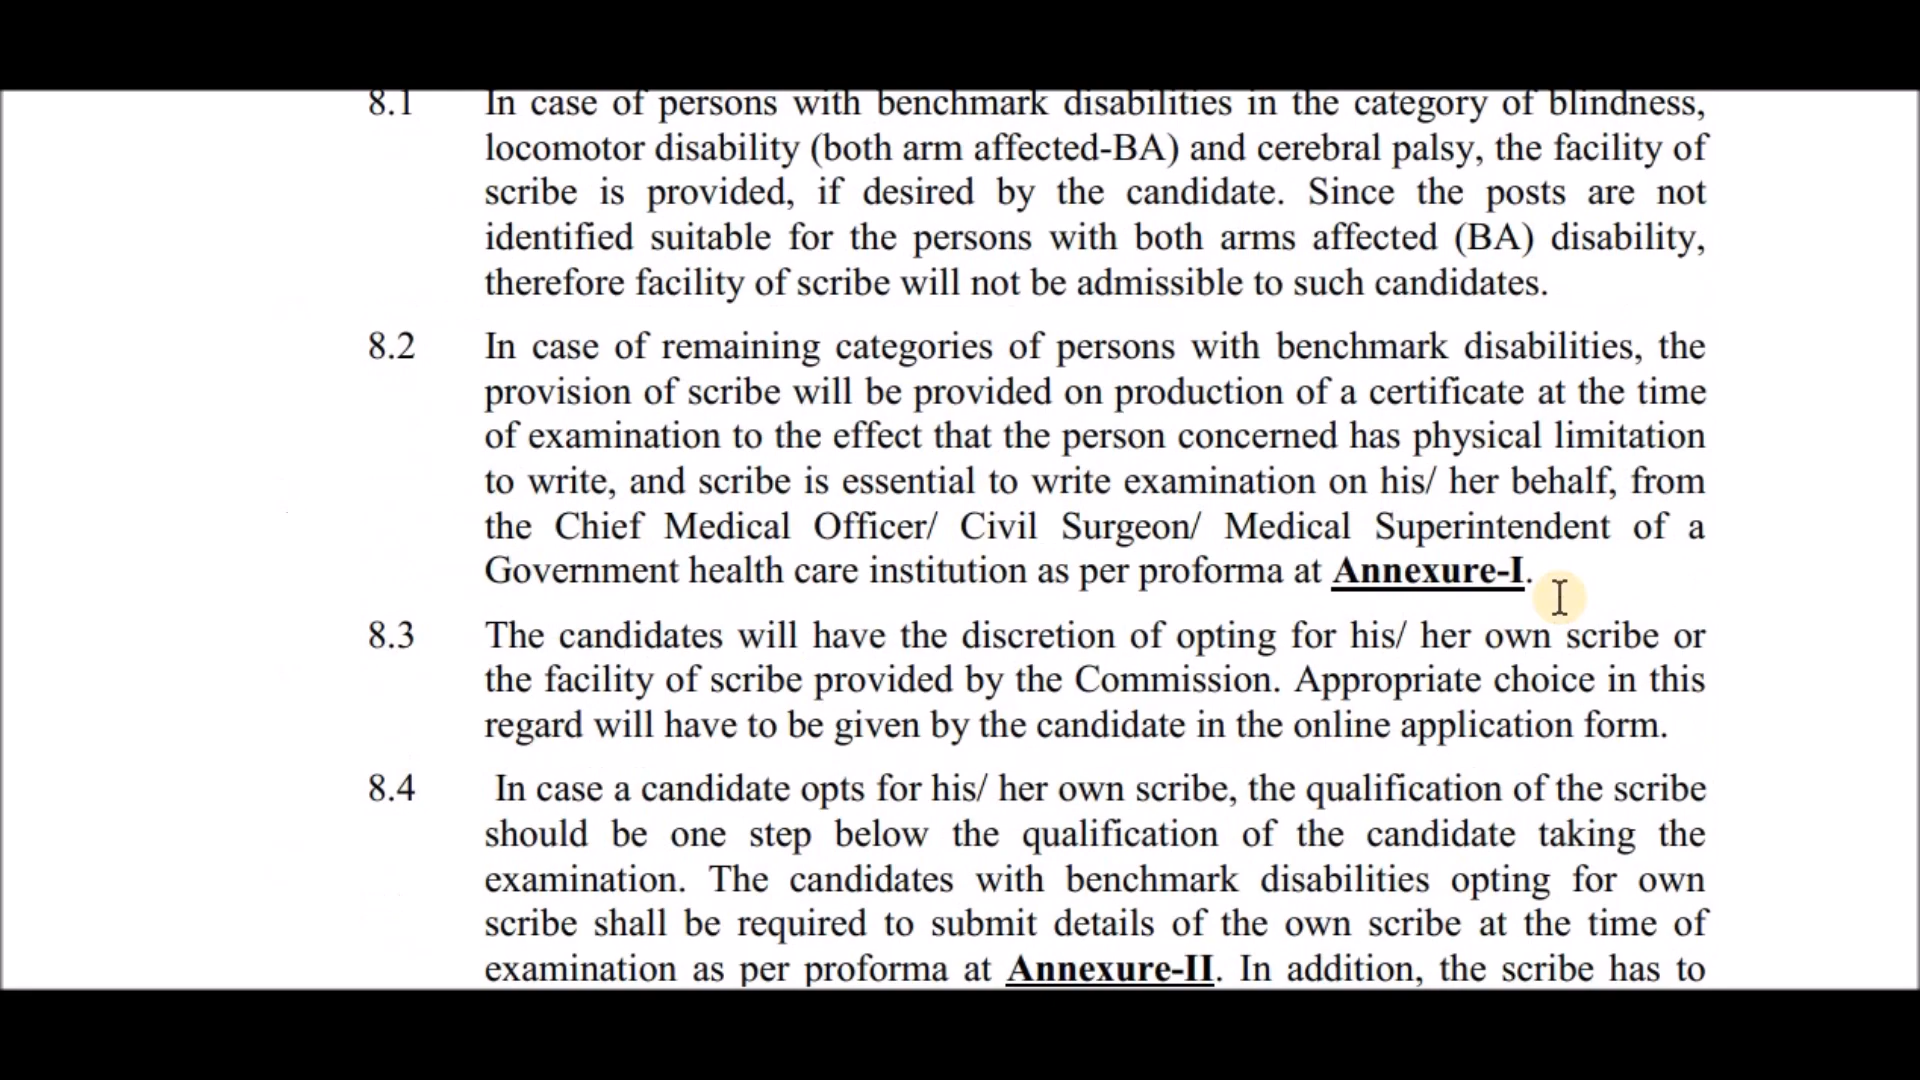 8.1 In case of persons with benchmark disabilities in the category of blindness,
locomotor disability (both arm affected-BA) and cerebral palsy, the facility of
scribe is provided, if desired by the candidate. Since the posts are not
identified suitable for the persons with both arms affected (BA) disability,
therefore facility of scribe will not be admissible to such candidates.
8.2 In case of remaining categories of persons with benchmark disabilities, the
provision of scribe will be provided on production of a certificate at the time
of examination to the effect that the person concerned has physical limitation
to write, and scribe is essential to write examination on his/ her behalf, from
the Chief Medical Officer/ Civil Surgeon/ Medical Superintendent of a
Government health care institution as per proforma at Annexure-I.
8.3 The candidates will have the discretion of opting for his/ her own scribe or
the facility of scribe provided by the Commission. Appropriate choice in this
regard will have to be given by the candidate in the online application form.
8.4 In case a candidate opts for his/ her own scribe, the qualification of the scribe
should be one step below the qualification of the candidate taking the
examination. The candidates with benchmark disabilities opting for own
scribe shall be required to submit details of the own scribe at the time of
examination as per proforma at Annexure-II. In addition, the scribe has to